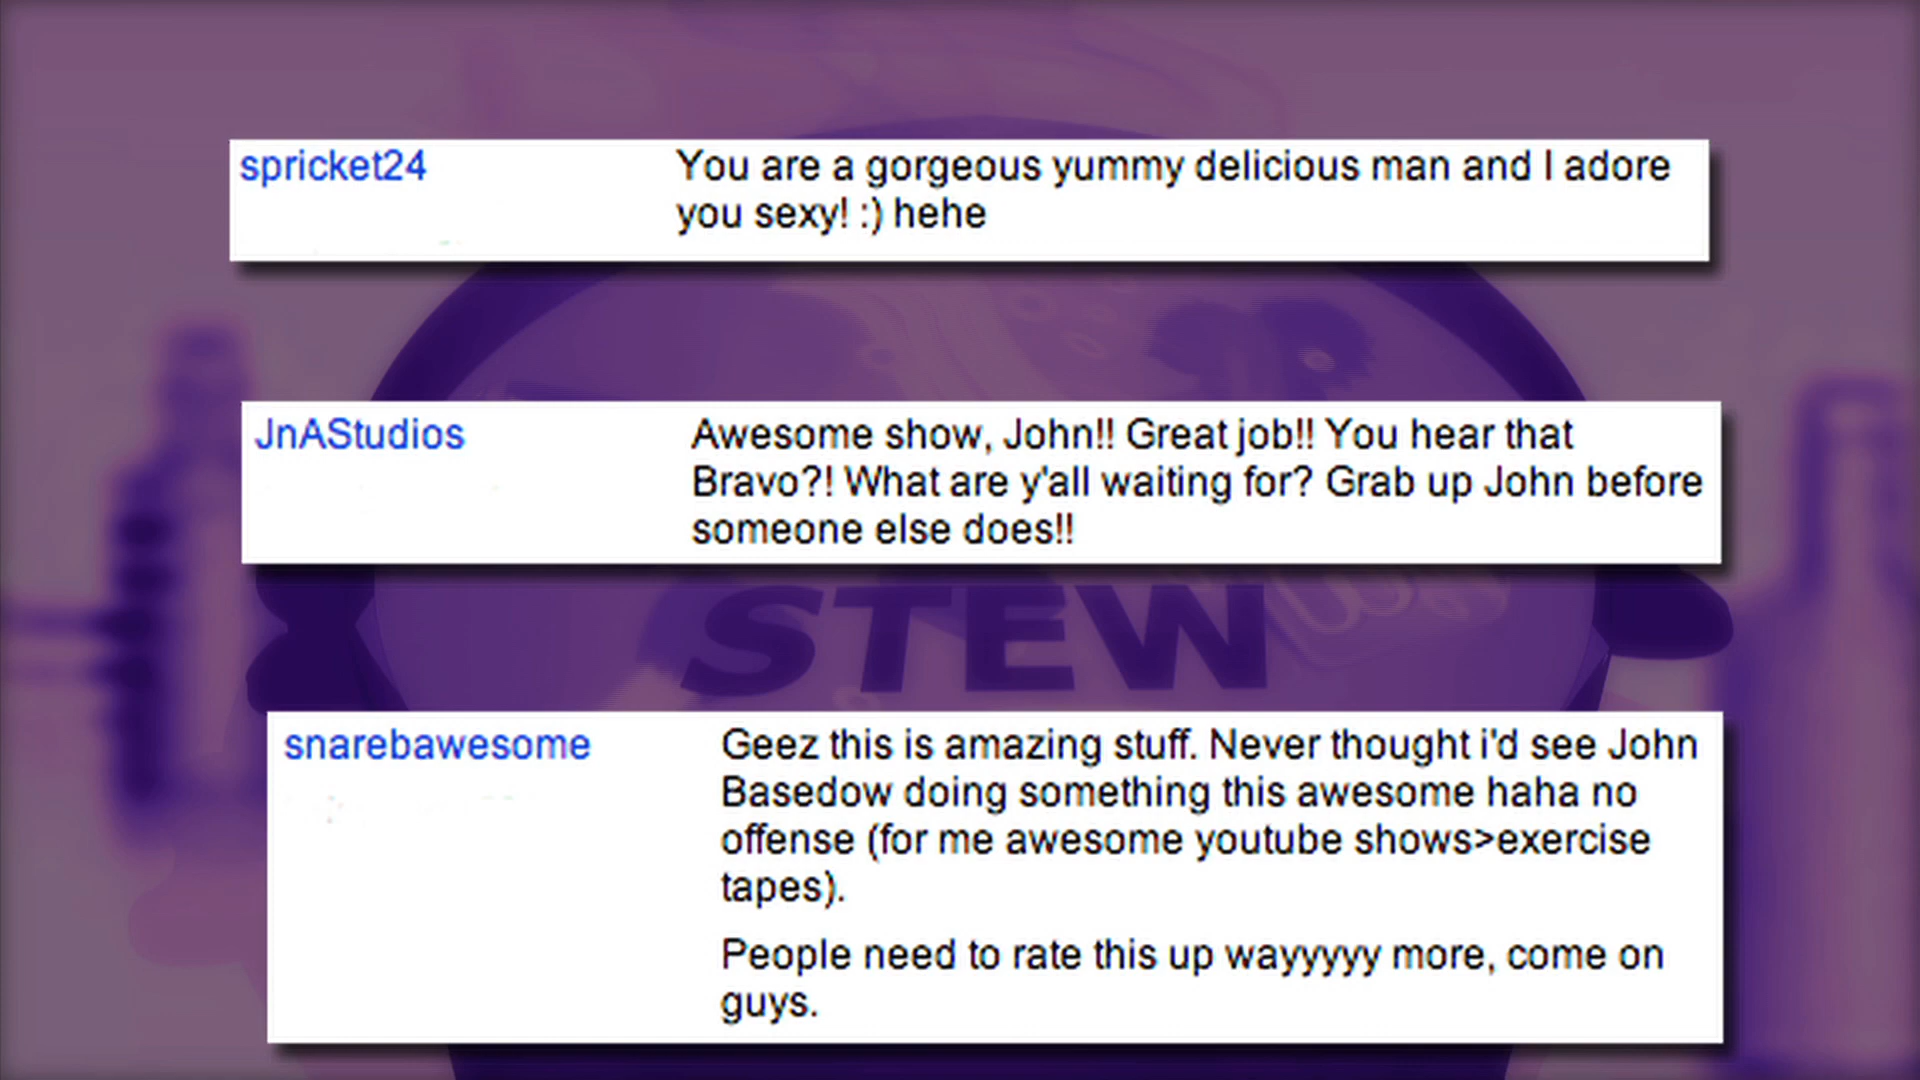 spricket24
You are a gorgeous yummy delicious man and I adore
you sexy! :) hehe
JnAStudios
Awesome show, John!! Great job!! You hear that
Bravo?! What are y'all waiting for? Grab up John before
someone else does!!
STEW
snarebawesome
Geez this is amazing stuff. Never thought i'd see John
Basedow doing something this awesome haha no
offense (for me awesome youtube shows>exercise
tapes).
People need to rate this up wayyyyy more, come on
guys.